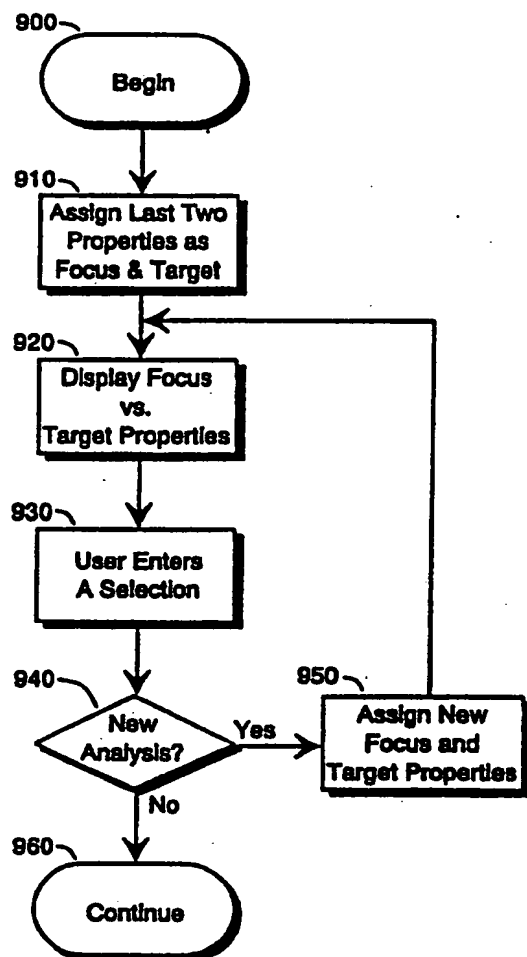 900
Begin
910
Assign Last Two
Properties as
Focus & Target
920
Display Focus
vs.
Target Properties
930
User Enters
A Selection
940
New
Analysis?
Yes
No
950
Assign New
Focus and
Target Properties
960
Continue